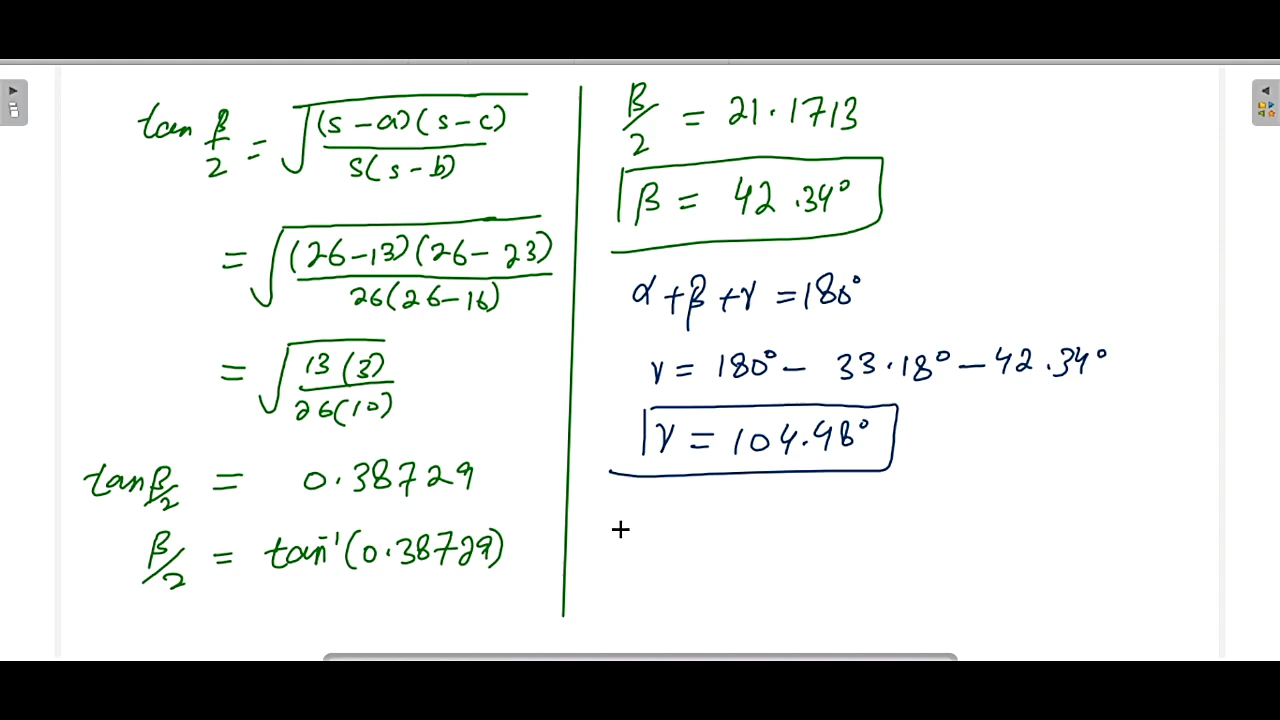 tan β/2 = √((s-a)(s-c)/s(s-b))
= √((26-13)(26-23)/26(26-16))
= √(13(3)/26(10))
tan β/2 = 0.38729
β/2 = tan⁻¹(0.38729)
β/2 = 21.1713
β = 42.34°
α+β+γ=180°
γ = 180° - 33.18° - 42.34°
γ = 104.48°